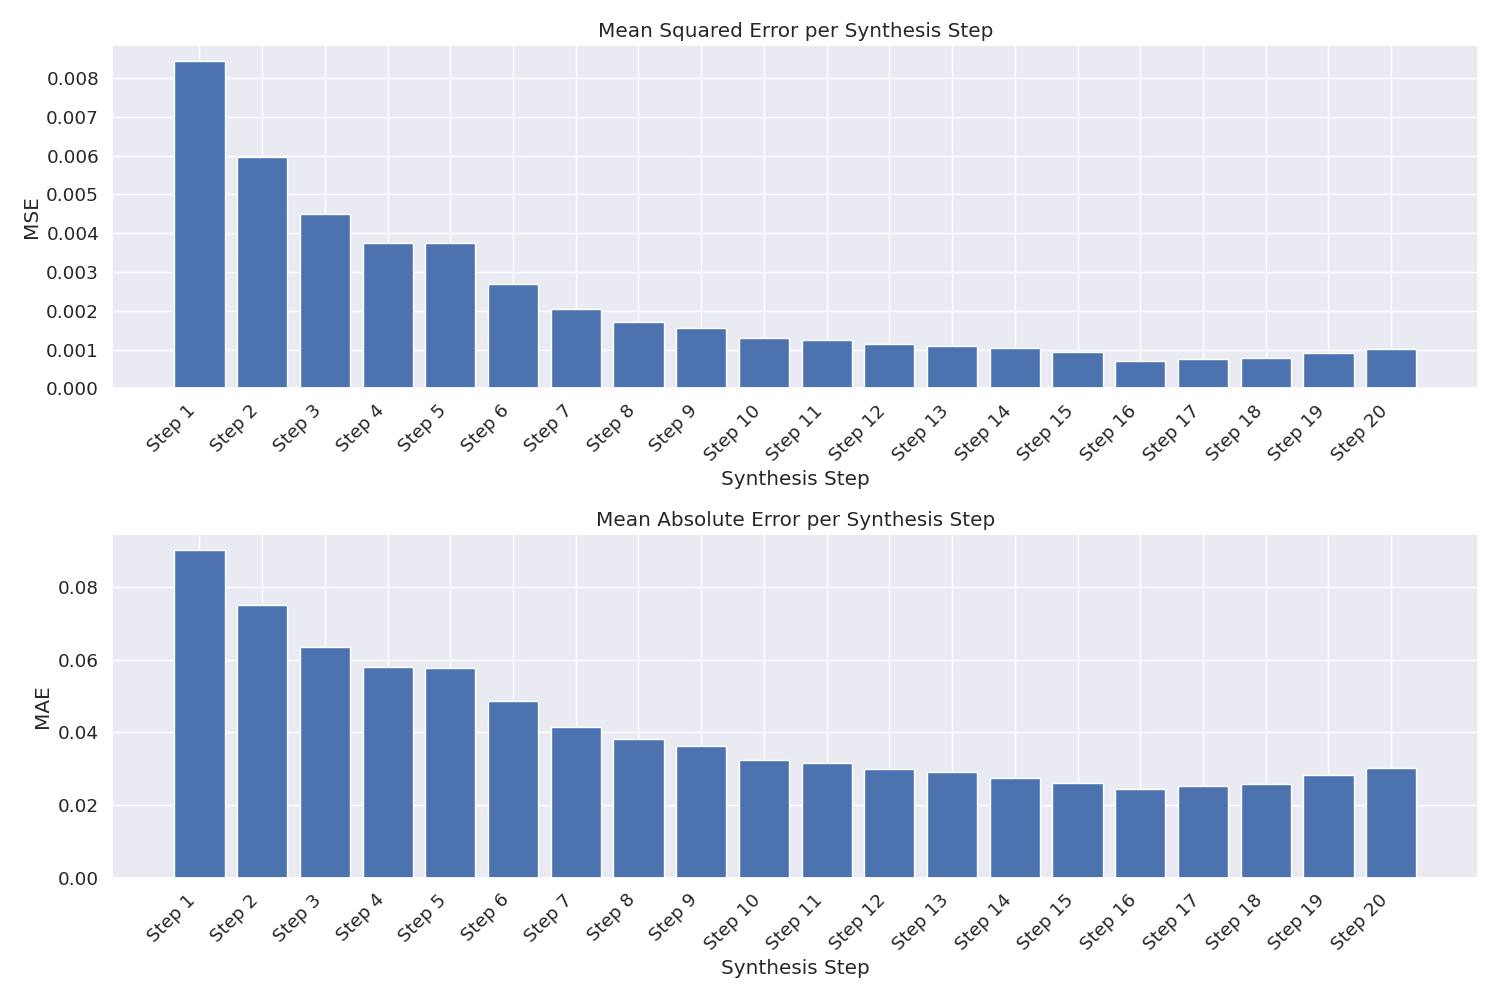 Mean Squared Error per Synthesis Step
MSE
0.008
0.007
0.006
0.005
0.004
0.003
0.002
0.001
0.000
Step 1
Step 2
Step 3
Step 4
Step 5
Step 6
Step 7
Step 8
Step 9
Step 10
Step 11
Step 12
Step 13
Step 14
Step 15
Step 16
Step 17
Step 18
Step 19
Step 20
Synthesis Step
Mean Absolute Error per Synthesis Step
MAE
0.08
0.06
0.04
0.02
0.00
Step 1
Step 2
Step 3
Step 4
Step 5
Step 6
Step 7
Step 8
Step 9
Step 10
Step 11
Step 12
Step 13
Step 14
Step 15
Step 16
Step 17
Step 18
Step 19
Step 20
Synthesis Step